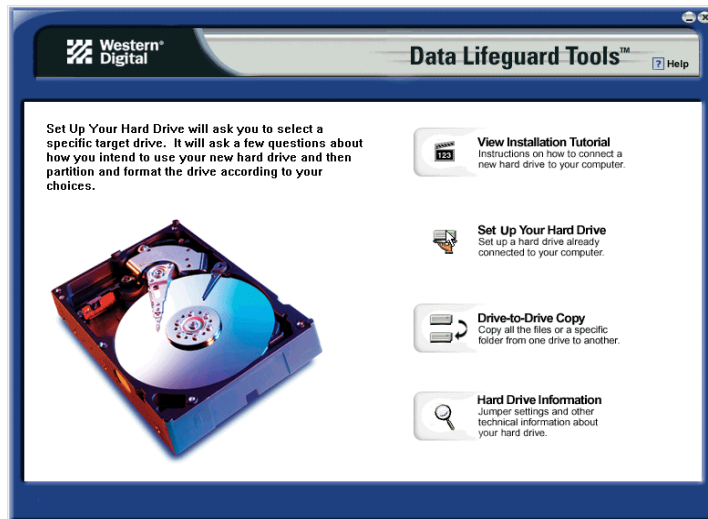 Western®
Digital
Data Lifeguard Tools™
? Help
Set Up Your Hard Drive will ask you to select a
specific target drive. It will ask a few questions about
how you intend to use your new hard drive and then
partition and format the drive according to your
choices.
123
View Installation Tutorial
Instructions on how to connect a
new hard drive to your computer.
Set Up Your Hard Drive
Set up a hard drive already
connected to your computer.
Drive-to-Drive Copy
Copy all the files or a specific
folder from one drive to another.
Hard Drive Information
Jumper settings and other
technical information about
your hard drive.